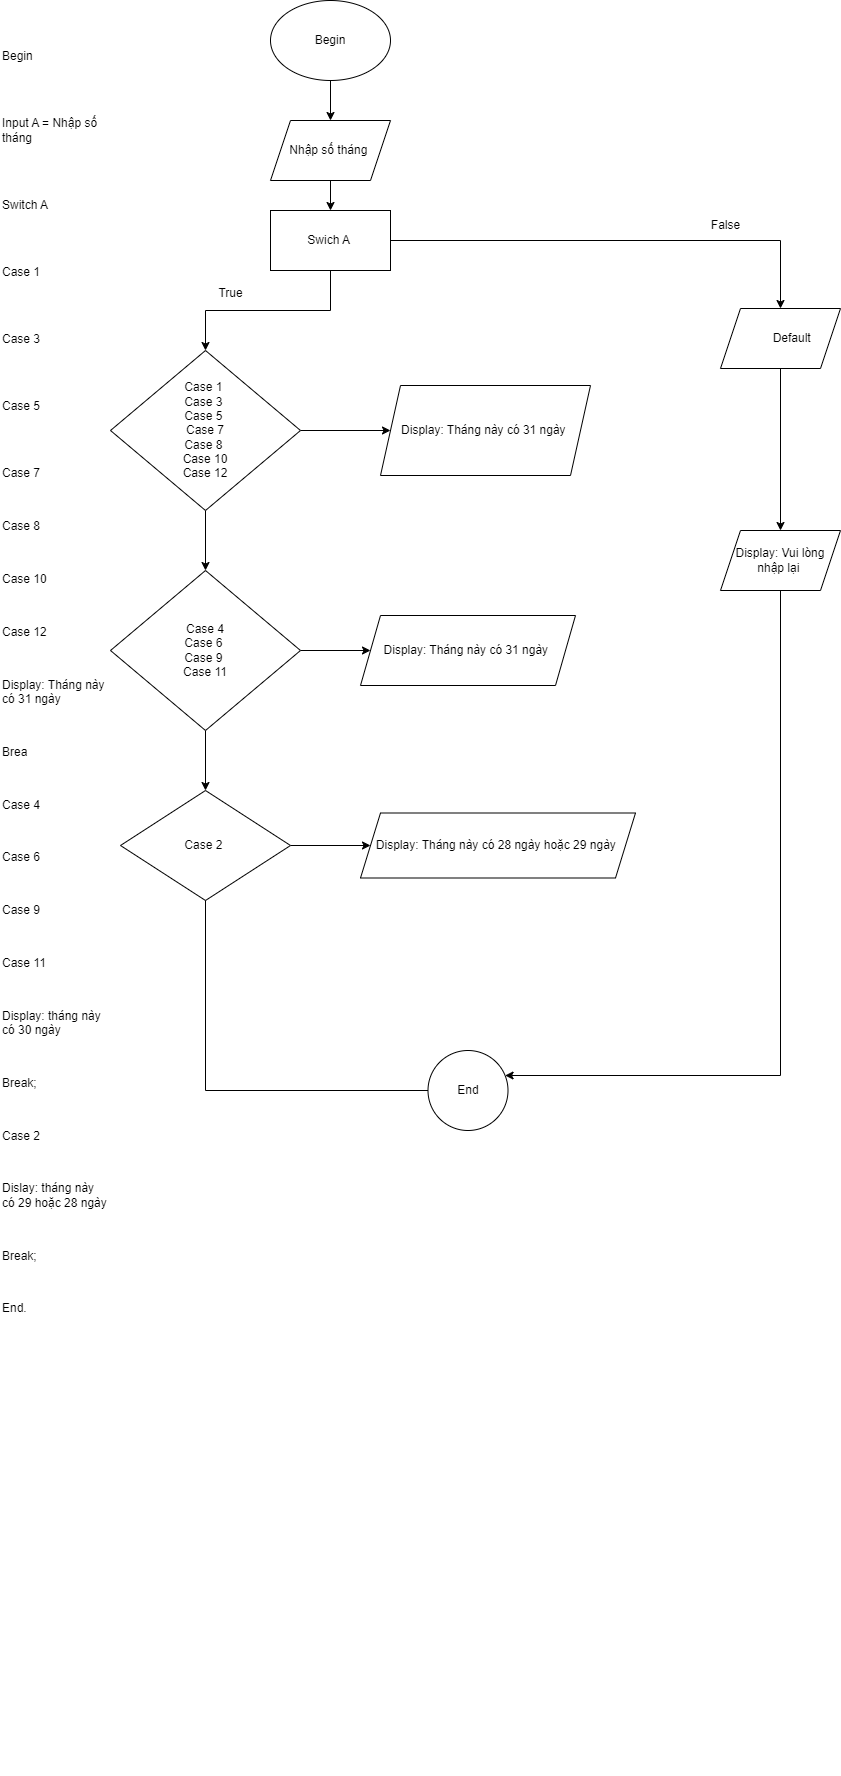 Begin
Input A = Nhập số
tháng
Switch A
Case 1
Case 3
Case 5
Case 7
Case 8
Case 10
Case 12
Display: Tháng này
có 31 ngày
Brea
Case 4
Case 6
Case 9
Case 11
Display: tháng này
có 30 ngày
Break;
Case 2
Dislay: tháng này
có 29 hoặc 28 ngày
Break;
End.
Begin
Nhập số tháng
Swich A
False
True
Default
Case 1
Case 3
Case 5
Case 7
Case 8
Case 10
Case 12
Display: Tháng này có 31 ngày
Display: Vui lòng
nhập lại
Case 4
Case 6
Case 9
Case 11
Display: Tháng này có 31 ngày
Case 2
Display: Tháng này có 28 ngày hoặc 29 ngày
End